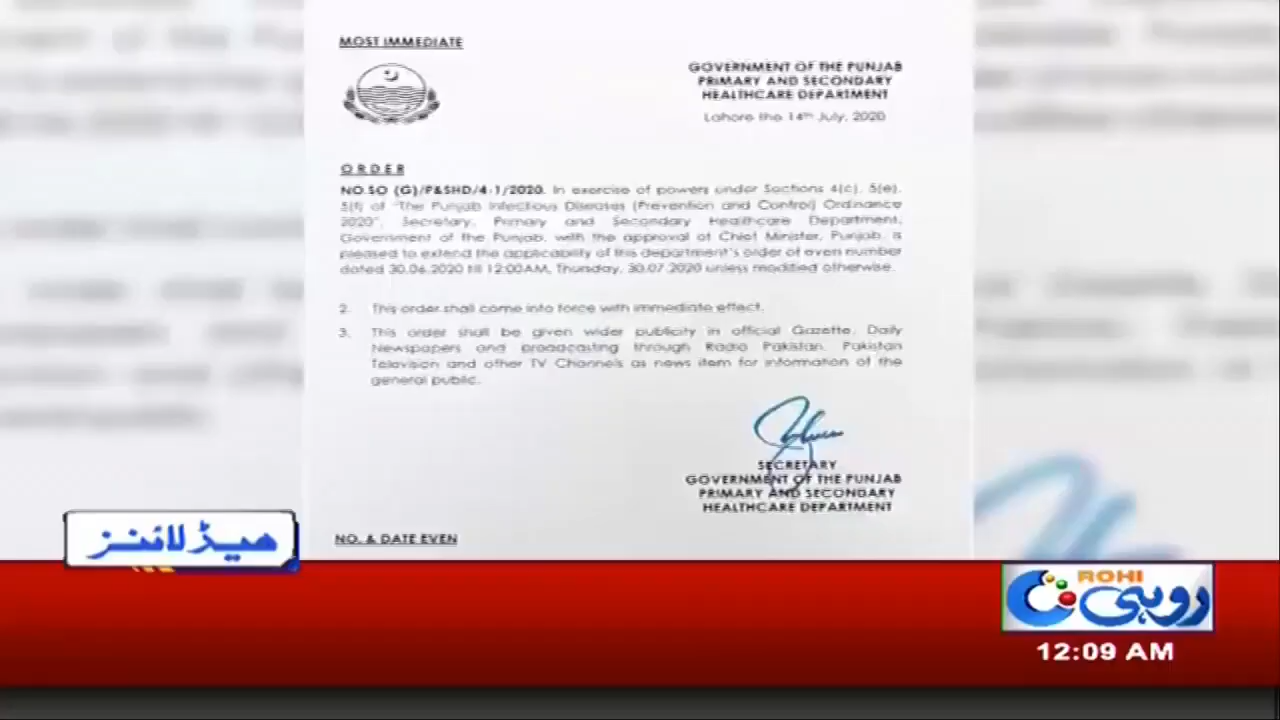 MOST IMMEDIATE
GOVERNMENT OF THE PUNJAB
PRIMARY AND SECONDARY
HEALTHCARE DEPARTMENT
Lahore the 14th July, 2020
ORDER
NO.SO (G)/P&SHD/4-1/2020. In exercise of powers under Sections 4(c), 5(e),
5(f) of "The Punjab Infectious Diseases (Prevention and Control) Ordinance
2020", Secretary, Primary and Secondary Healthcare Department,
Government of the Punjab, with the approval of Chief Minister, Punjab, is
pleased to extend the applicability of this department's order of even number
dated 30.06.2020 till 12:00AM, Thursday, 30.07.2020 unless modified otherwise.
2. This order shall come into force with immediate effect.
3. This order shall be given wider publicity in official Gazette, Daily
Newspapers and broadcasting through Radio Pakistan, Pakistan
Television and other TV Channels as news item for information of the
general public.
SECRETARY
GOVERNMENT OF THE PUNJAB
PRIMARY AND SECONDARY
HEALTHCARE DEPARTMENT
NO. & DATE EVEN
ہیڈ لائنز
ROHI
روہی
12:09 AM